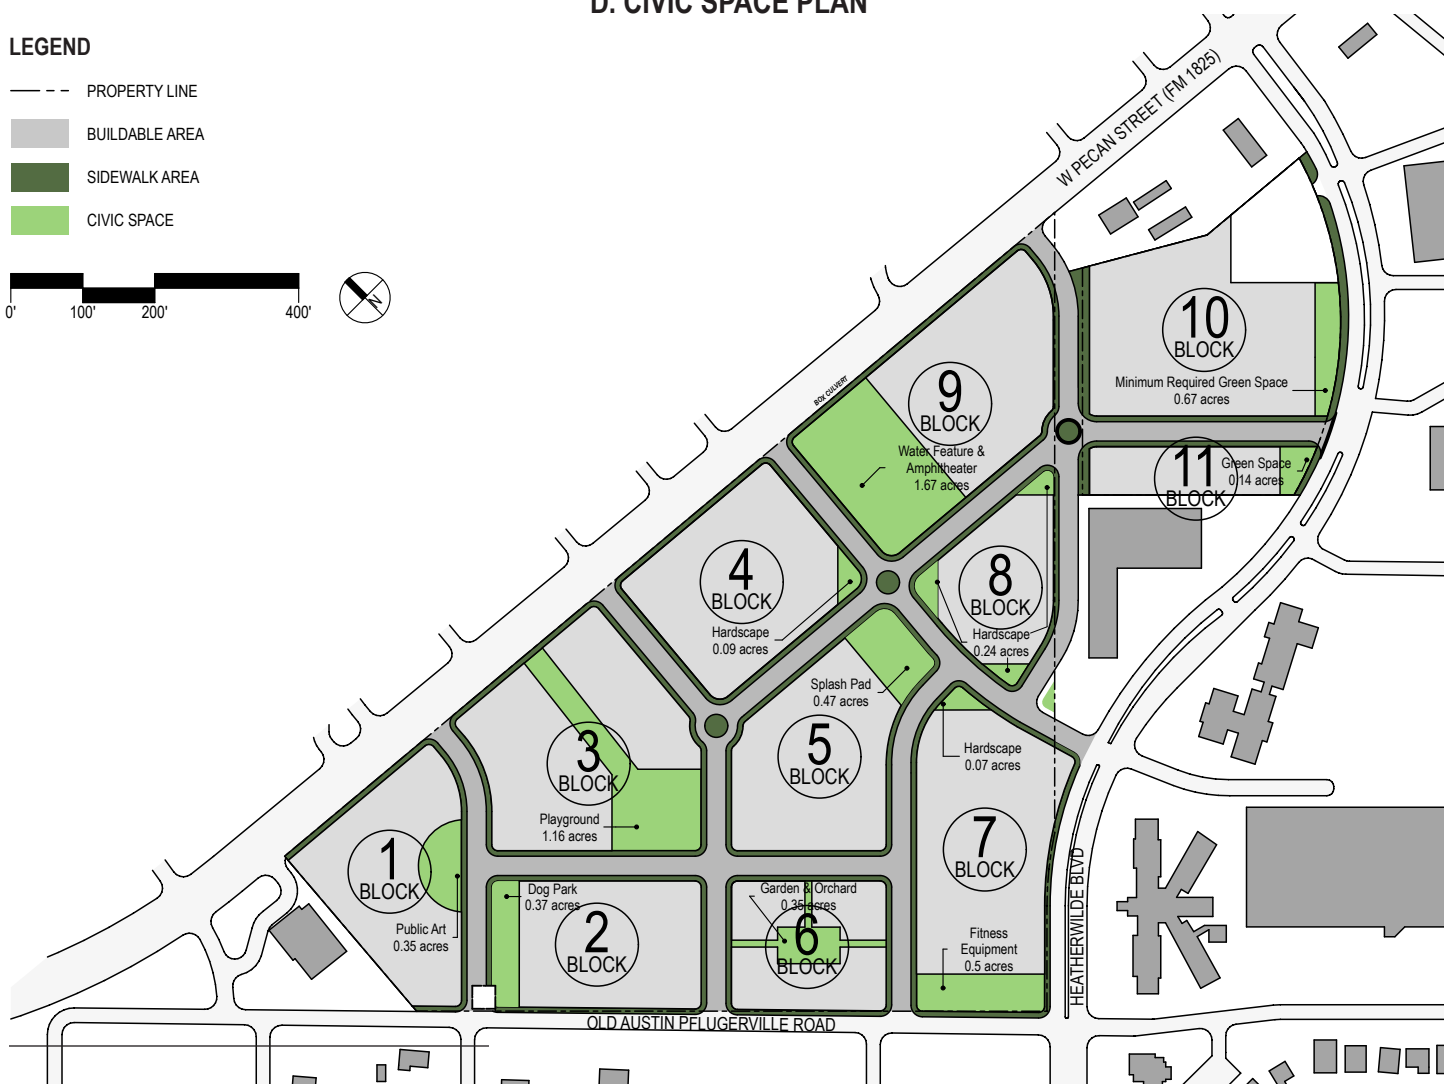 D. CIVIC SPACE PLAN
LEGEND
PROPERTY LINE
BUILDABLE AREA
SIDEWALK AREA
CIVIC SPACE
0'
100'
200'
400'
N
W PECAN STREET (FM 1825)
BOX CULVERT
10
BLOCK
Minimum Required Green Space
0.67 acres
9
BLOCK
Water Feature &
Amphitheater
1.67 acres
11
BLOCK
Green Space
0.14 acres
4
BLOCK
Hardscape
0.09 acres
8
BLOCK
Hardscape
0.24 acres
Splash Pad
0.47 acres
3
BLOCK
Playground
1.16 acres
5
BLOCK
Hardscape
0.07 acres
1
BLOCK
Public Art
0.35 acres
7
BLOCK
Dog Park
0.37 acres
2
BLOCK
Garden & Orchard
0.35 acres
6
BLOCK
Fitness
Equipment
0.5 acres
HEATHERWILDE BLVD
OLD AUSTIN PFLUGERVILLE ROAD